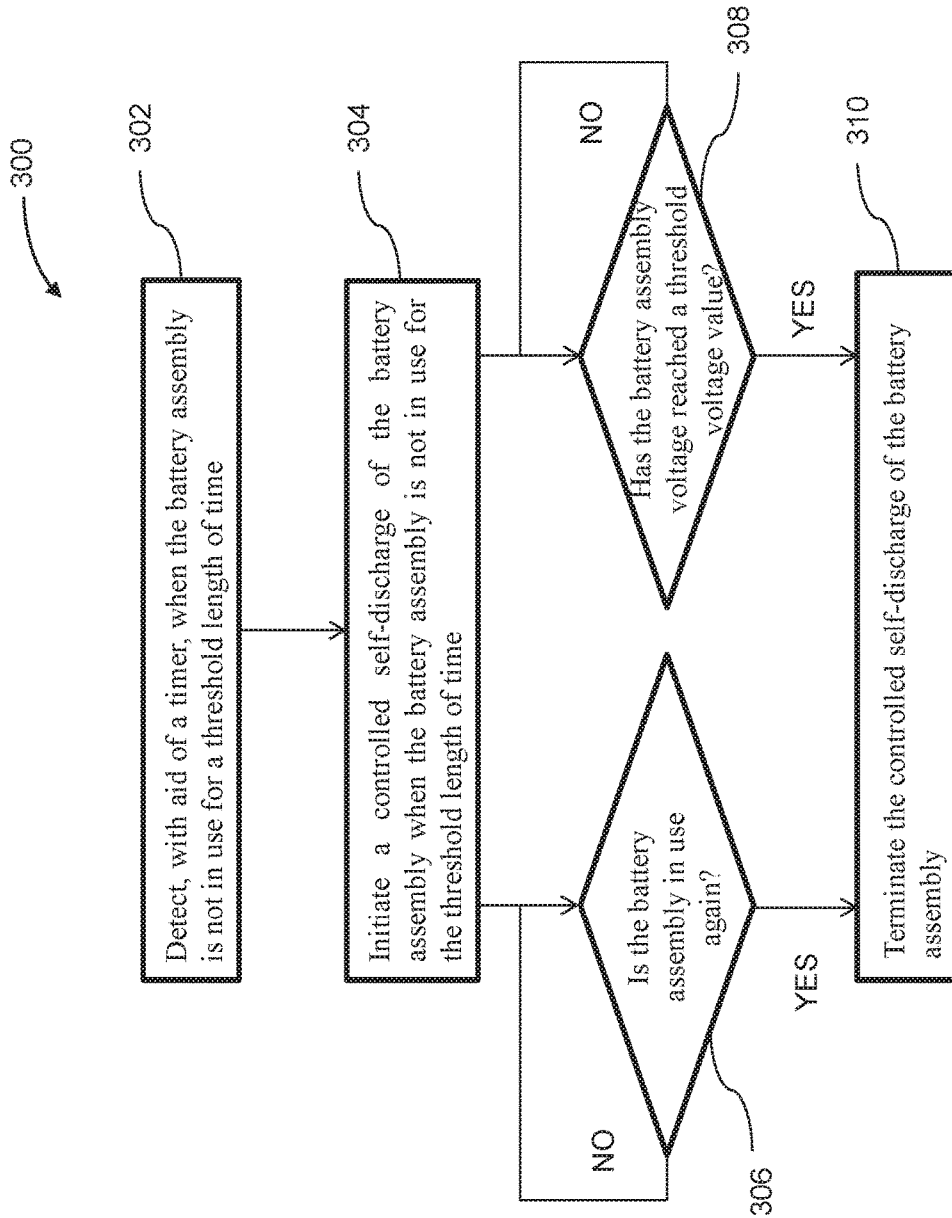 300
302
Detect, with aid of a timer, when the battery assembly
is not in use for a threshold length of time
304
Initiate a controlled self-discharge of the battery
assembly when the battery assembly is not in use for
the threshold length of time
NO
Is the battery
assembly in use
again?
306
YES
NO
Has the battery assembly
voltage reached a threshold
voltage value?
308
YES
310
Terminate the controlled self-discharge of the battery
assembly